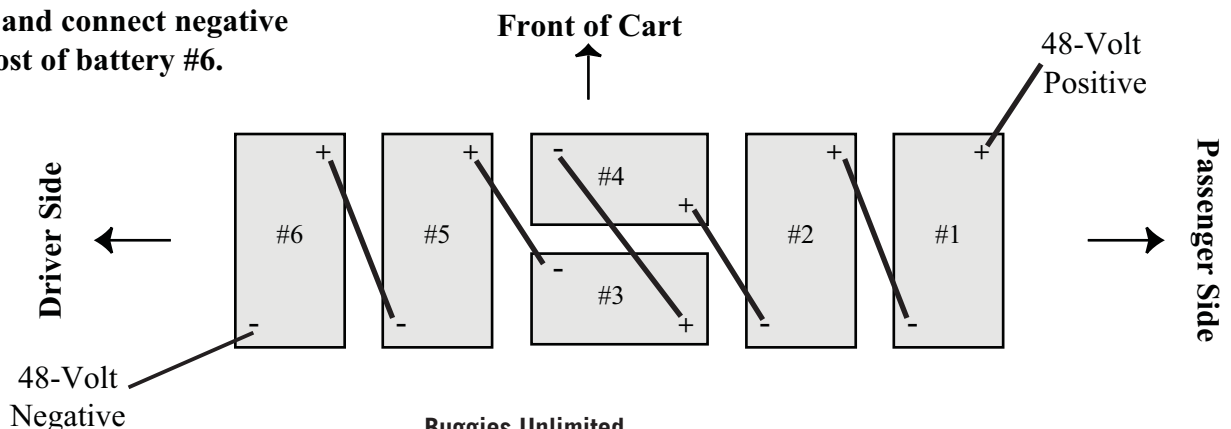 and connect negative
ost of battery #6.
Front of Cart
48-Volt
Positive
Driver Side
Passenger Side
+ + - #4 + + +
#6 #5 #2 #1
- #3
- - + - -
48-Volt
Negative
Buggies Unlimited